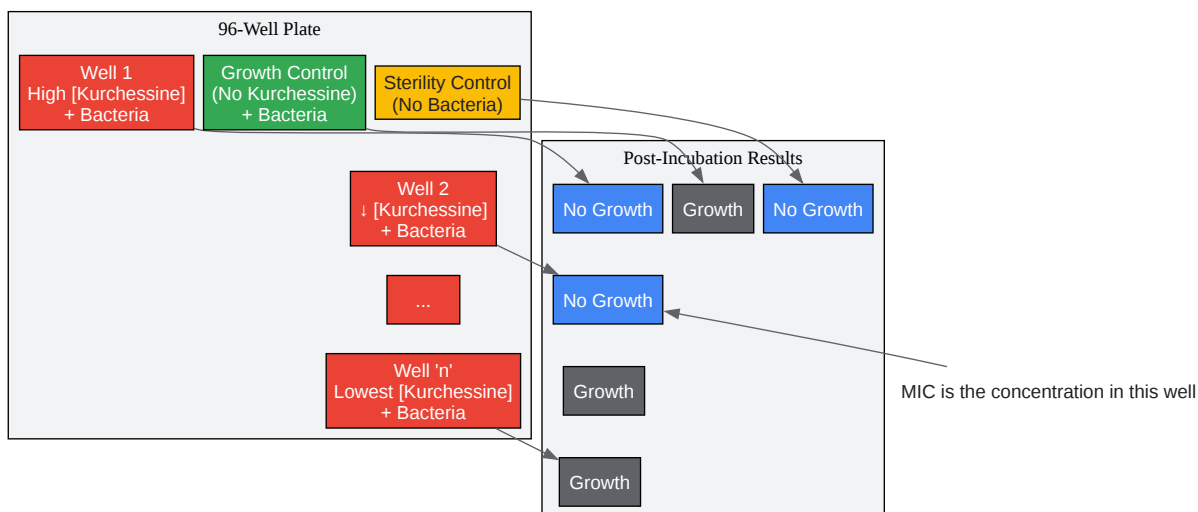 96-Well Plate
Well 1
High [Kurchessine]
+ Bacteria
Growth Control
(No Kurchessine)
+ Bacteria
Sterility Control
(No Bacteria)
Well 2
↓ [Kurchessine]
+ Bacteria
...
Well 'n'
Lowest [Kurchessine]
+ Bacteria
Post-Incubation Results
No Growth
Growth
No Growth
No Growth
Growth
Growth
MIC is the concentration in this well